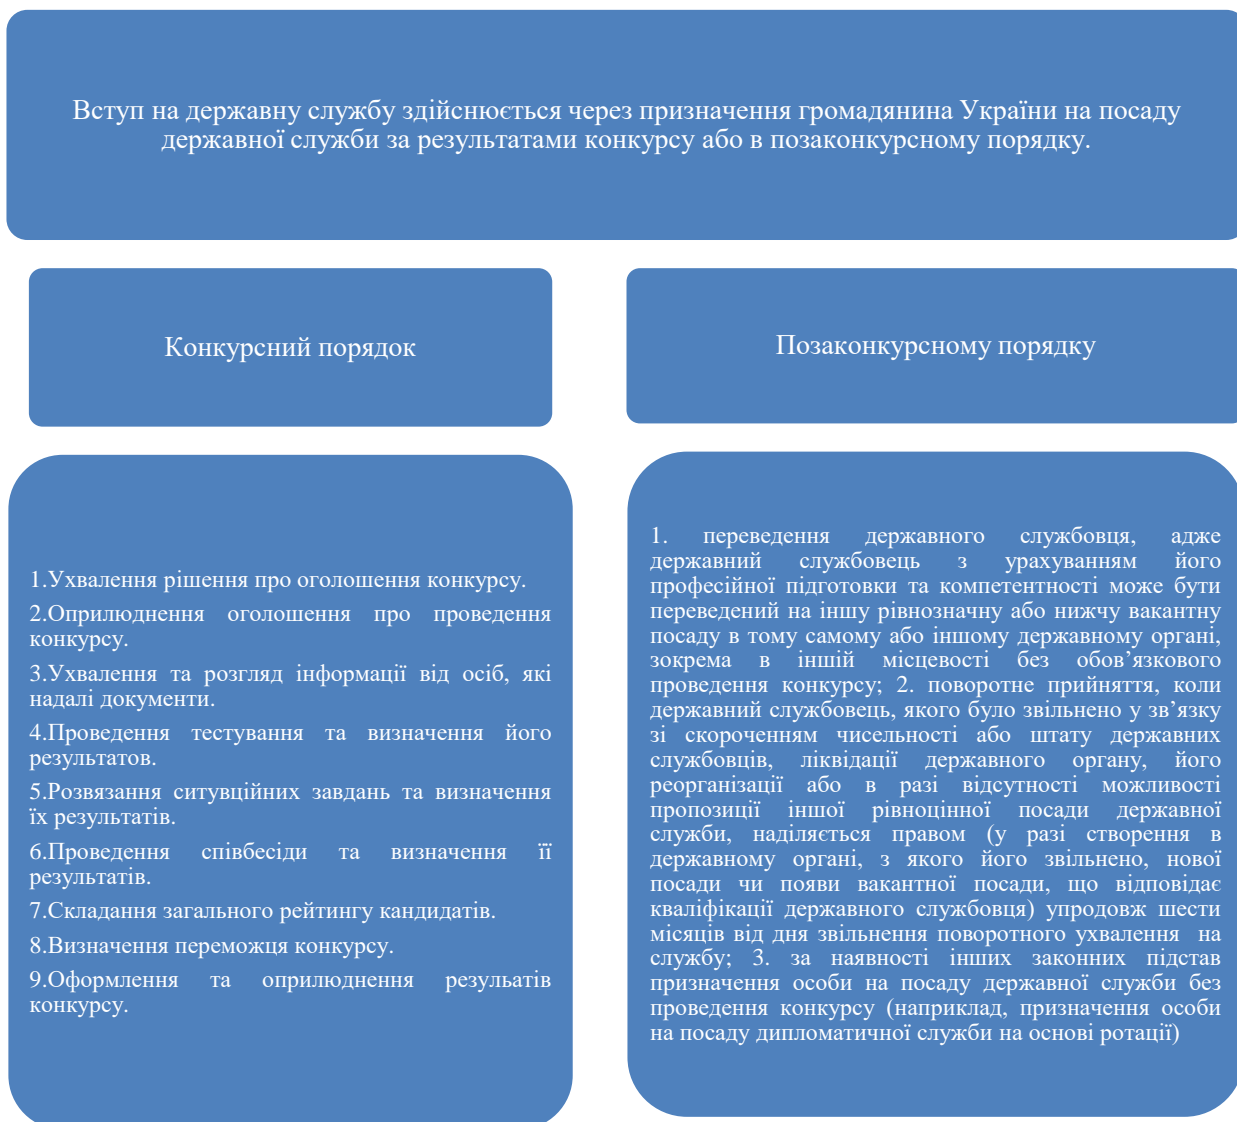 Вступ на державну службу здійснюється через призначення громадянина України на посаду
державної служби за результатами конкурсу або в позаконкурсному порядку.
Конкурсний порядок
Позаконкурсному порядку
1.Ухвалення рішення про оголошення конкурсу.
2.Оприлюднення оголошення про проведення
конкурсу.
3.Ухвалення та розгляд інформації від осіб, які
надалі документи.
4.Проведення тестування та визначення його
результатов.
5.Розвязання ситувційних завдань та визначення
їх результатів.
6.Проведення співбесіди та визначення її
результатів.
7.Складання загального рейтингу кандидатів.
8.Визначення переможця конкурсу.
9.Оформлення та оприлюднення резульатів
конкурсу.
1. переведення державного службовця, адже
державний службовець з урахуванням його
професійної підготовки та компетентності може бути
переведений на іншу рівнозначну або нижчу вакантну
посаду в тому самому або іншому державному органі,
зокрема в іншій місцевості без обов’язкового
проведення конкурсу; 2. поворотне прийняття, коли
державний службовець, якого було звільнено у зв’язку
зі скороченням чисельності або штату державних
службовців, ліквідації державного органу, його
реорганізації або в разі відсутності можливості
пропозиції іншої рівноцінної посади державної
служби, наділяється правом (у разі створення в
державному органі, з якого його звільнено, нової
посади чи появи вакантної посади, що відповідає
кваліфікації державного службовця) упродовж шести
місяців від дня звільнення поворотного ухвалення на
службу; 3. за наявності інших законних підстав
призначення особи на посаду державної служби без
проведення конкурсу (наприклад, призначення особи
на посаду дипломатичної служби на основі ротації)